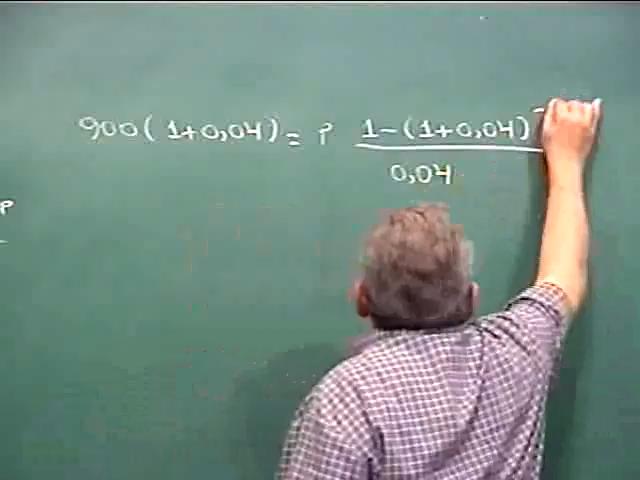 900(1+0,04) = P 1-(1+0,04)⁻
0,04
P